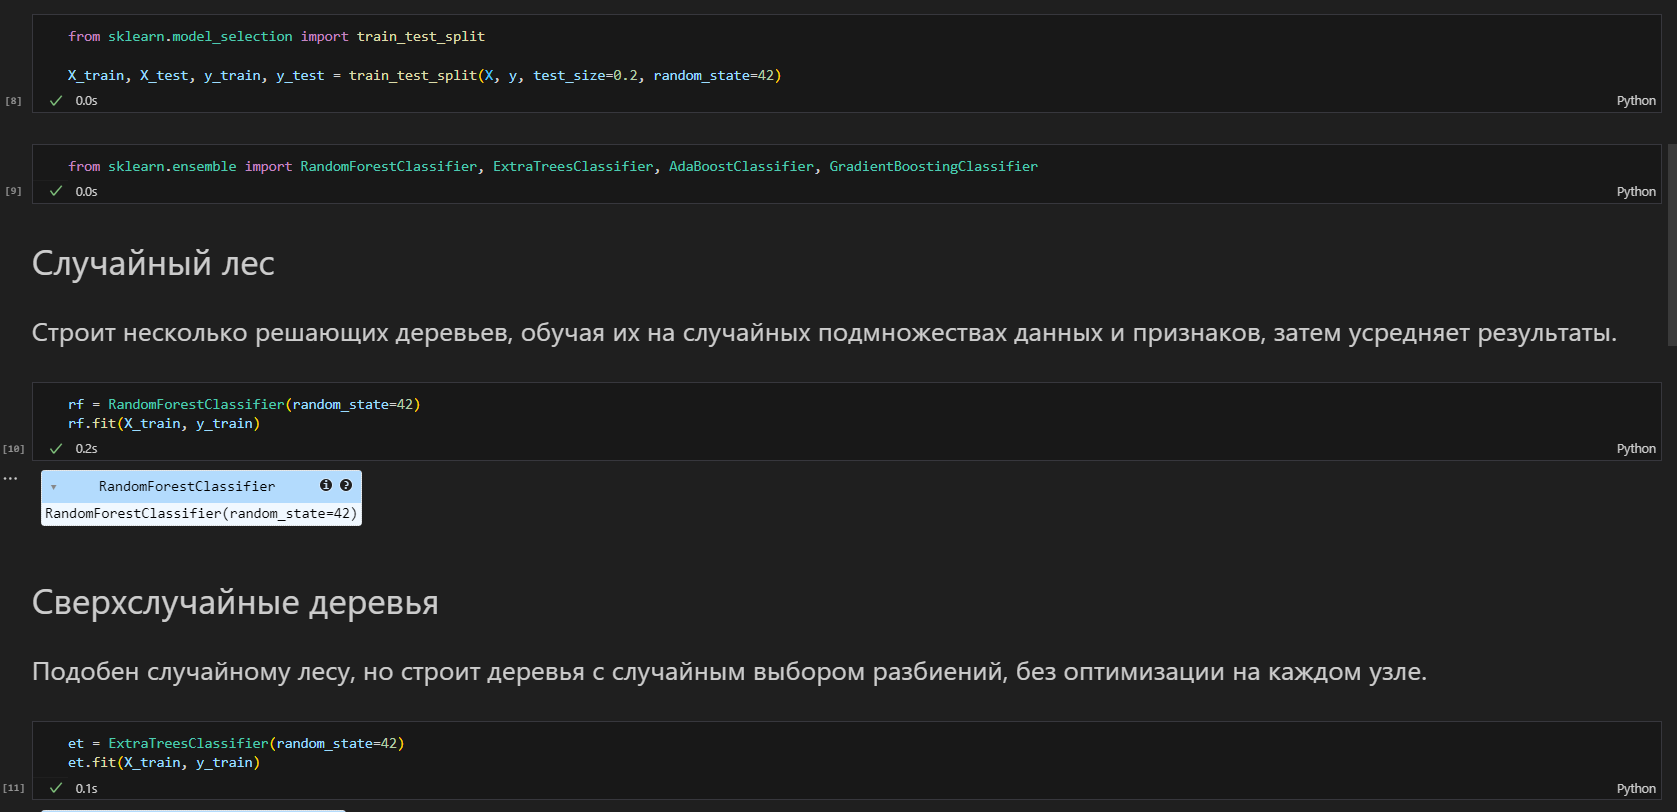 from sklearn.model_selection import train_test_split
X_train, X_test, y_train, y_test = train_test_split(X, y, test_size=0.2, random_state=42)
[8] 0.0s Python
from sklearn.ensemble import RandomForestClassifier, ExtraTreesClassifier, AdaBoostClassifier, GradientBoostingClassifier
[9] 0.0s Python
Случайный лес
Строит несколько решающих деревьев, обучая их на случайных подмножествах данных и признаков, затем усредняет результаты.
rf = RandomForestClassifier(random_state=42)
rf.fit(X_train, y_train)
[10] 0.2s Python
... RandomForestClassifier i ?
RandomForestClassifier(random_state=42)
Сверхслучайные деревья
Подобен случайному лесу, но строит деревья с случайным выбором разбиений, без оптимизации на каждом узле.
et = ExtraTreesClassifier(random_state=42)
et.fit(X_train, y_train)
[11] 0.1s Python